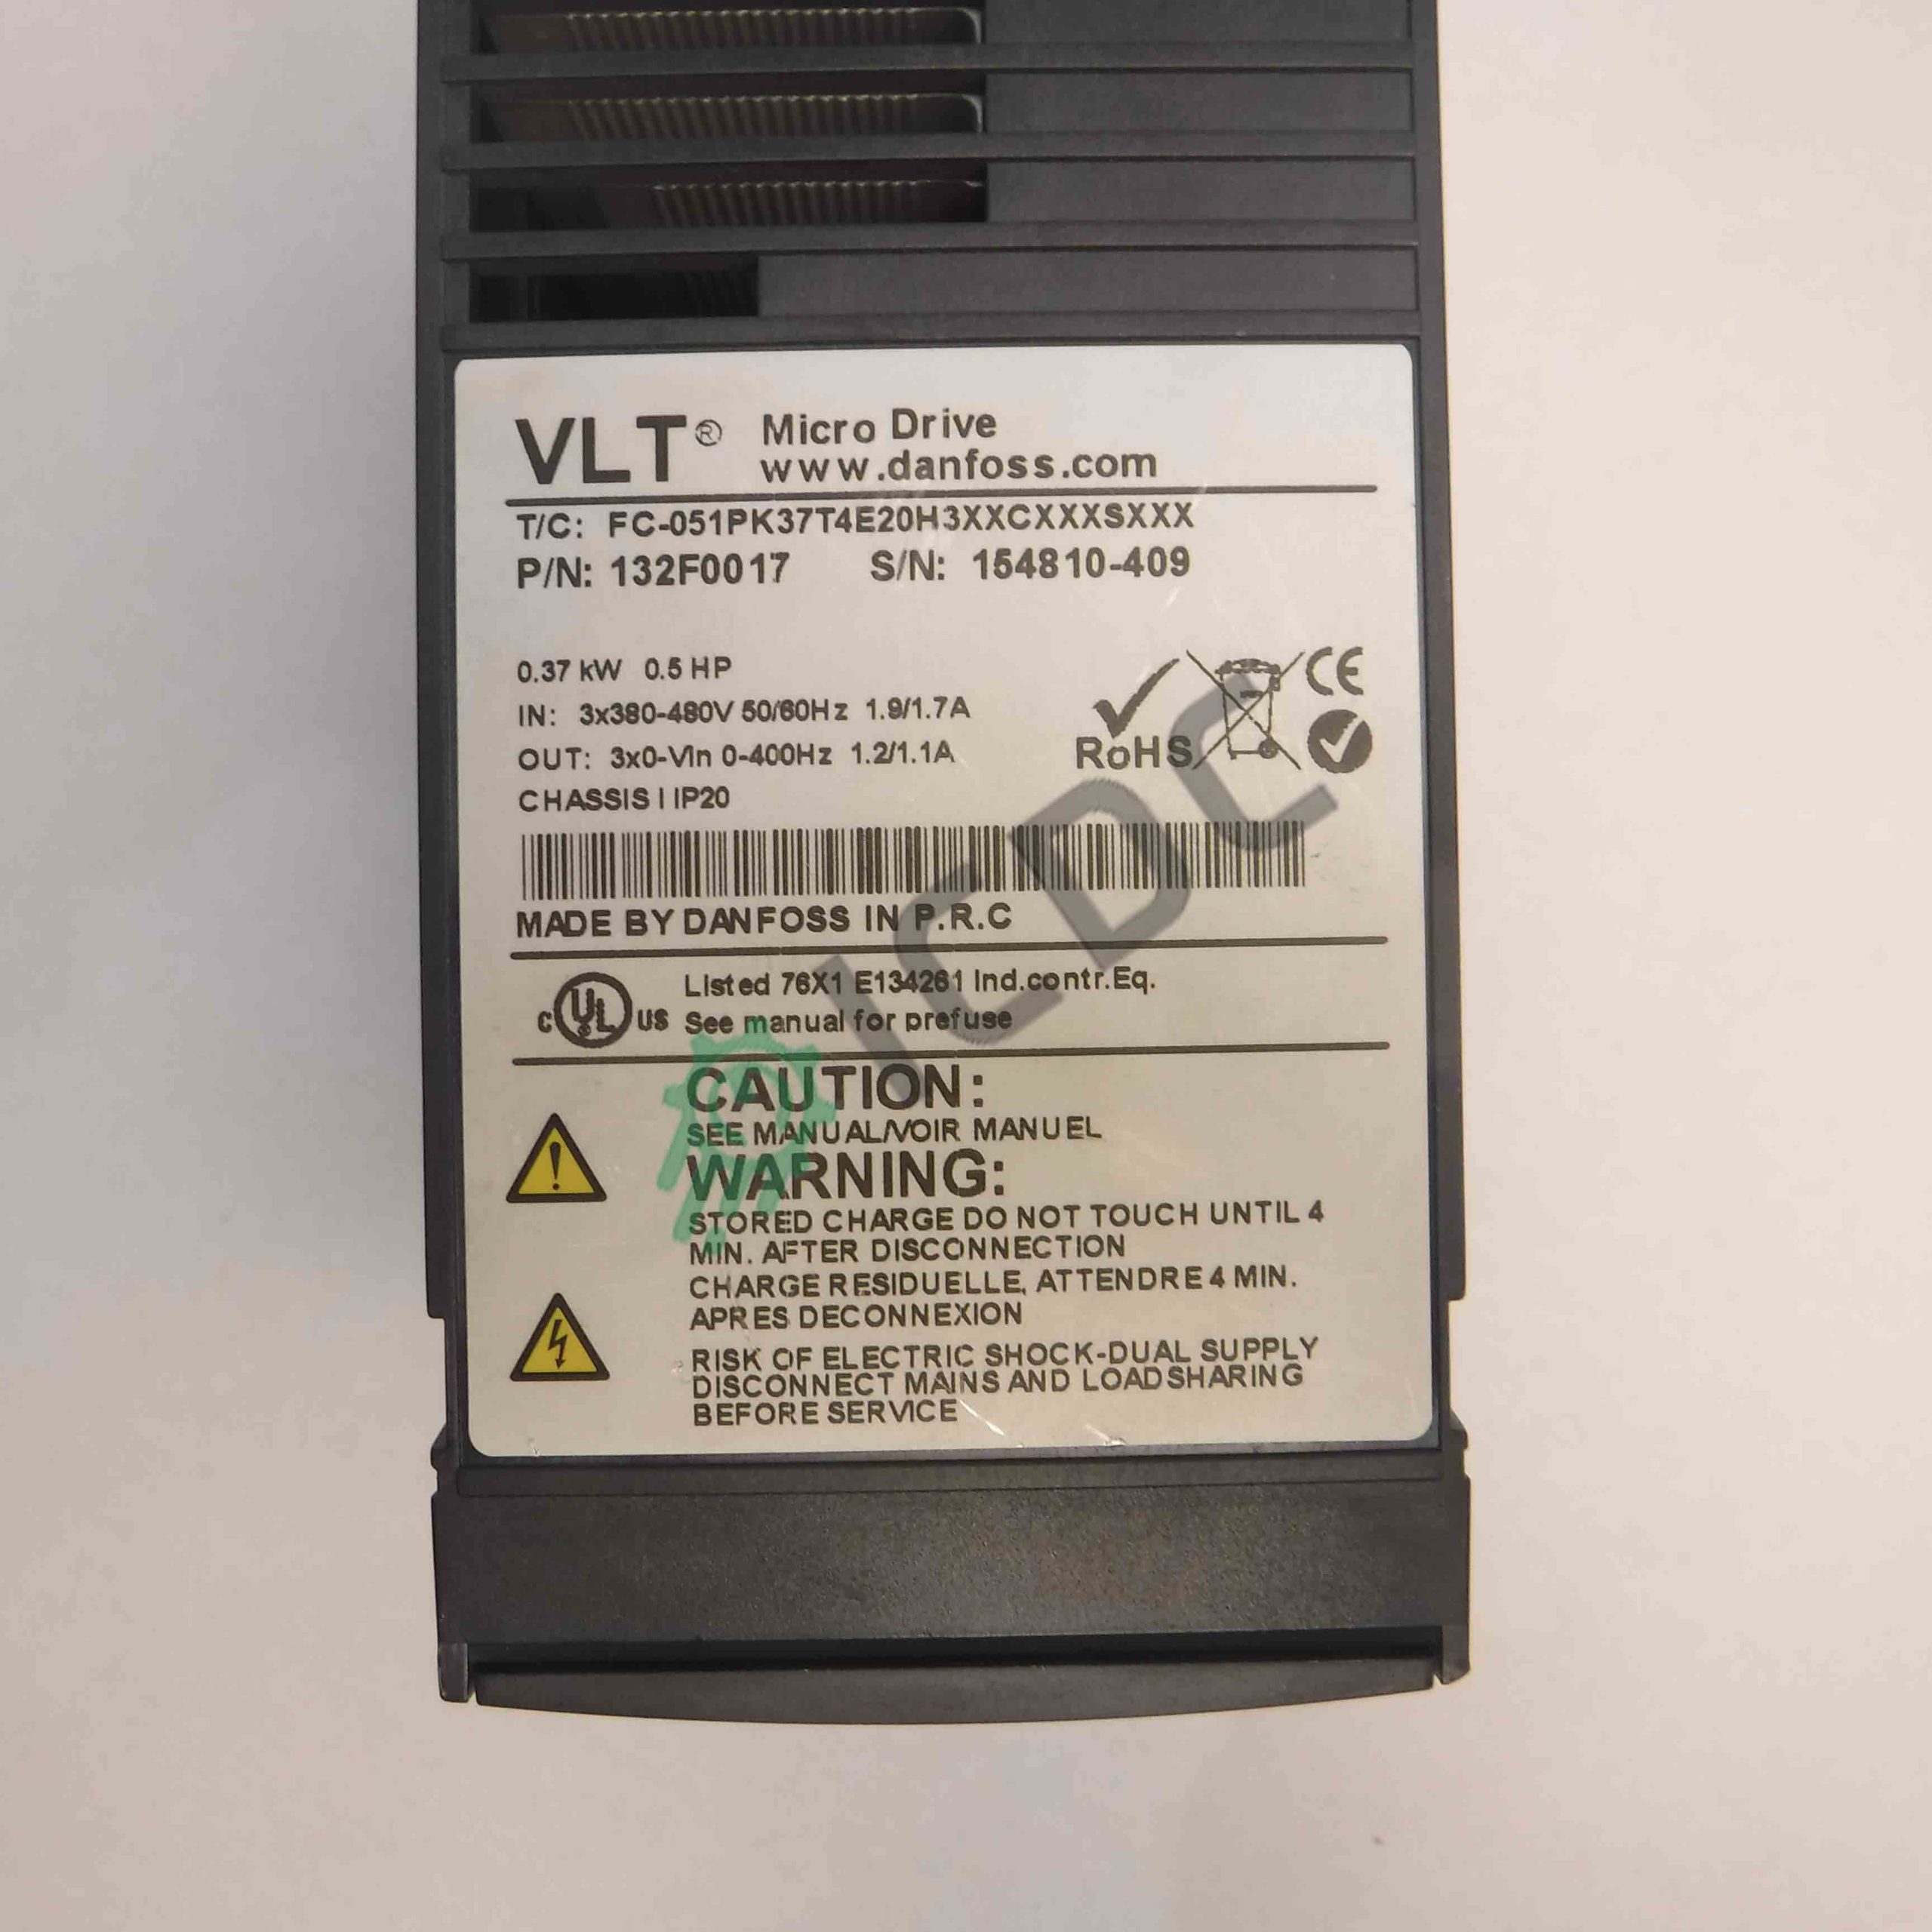 VLT® Micro Drive
www.danfoss.com
T/C: FC-051PK37T4E20H3XXCXXXSXXX
P/N: 132F0017 S/N: 154810-409
0.37 kW 0.5 HP
IN: 3x380-480V 50/60Hz 1.9/1.7A
OUT: 3x0-Vin 0-400Hz 1.2/1.1A
CHASSIS I IP20
CE
RoHS
MADE BY DANFOSS IN P.R.C
C UL US Listed 76X1 E134261 Ind.contr.Eq.
See manual for prefuse
CAUTION:
SEE MANUAL/VOIR MANUEL
WARNING:
STORED CHARGE DO NOT TOUCH UNTIL 4
MIN. AFTER DISCONNECTION
CHARGE RESIDUELLE, ATTENDRE 4 MIN.
APRES DECONNEXION
RISK OF ELECTRIC SHOCK-DUAL SUPPLY
DISCONNECT MAINS AND LOADSHARING
BEFORE SERVICE
ICDC